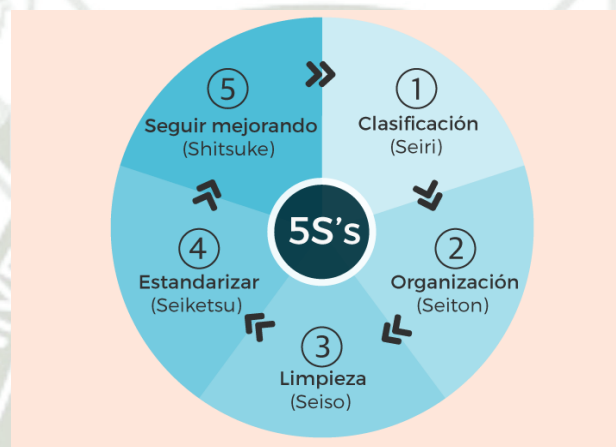 5S's
①
Clasificación
(Seiri)
②
Organización
(Seiton)
③
Limpieza
(Seiso)
④
Estandarizar
(Seiketsu)
⑤
Seguir mejorando
(Shitsuke)